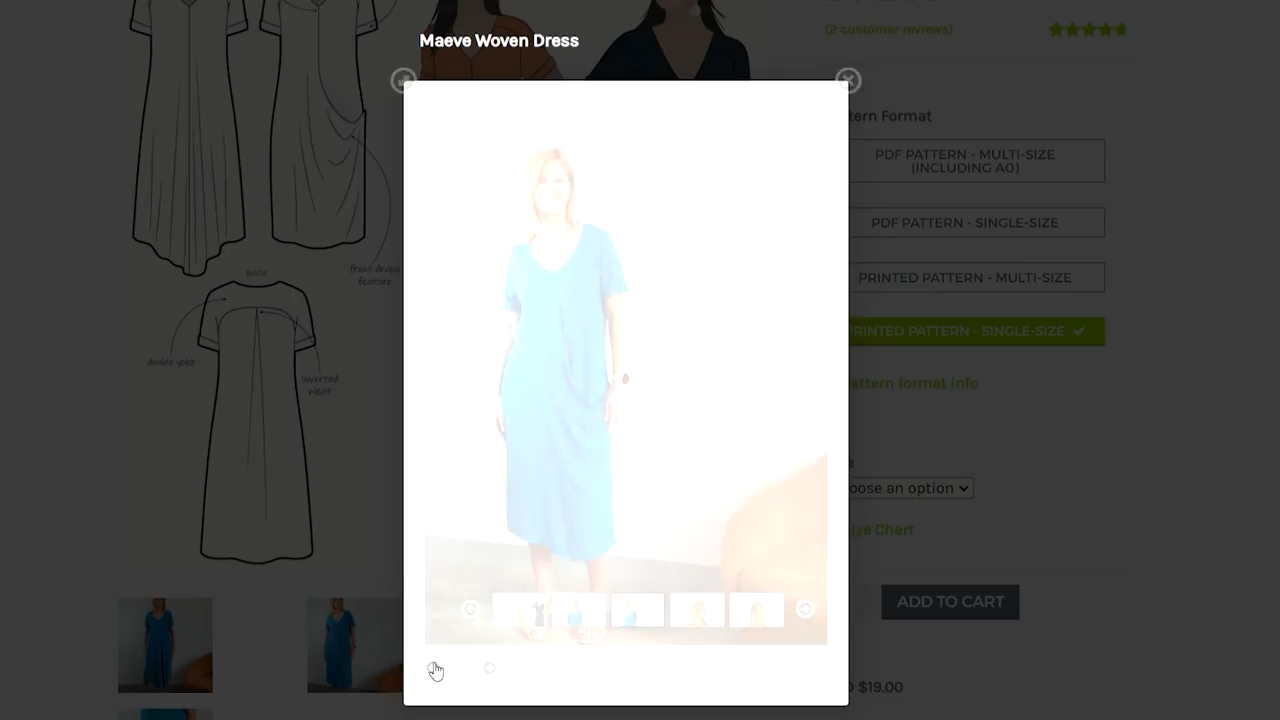 Maeve Woven Dress
(2 customer reviews)
tern Format
PDF PATTERN - MULTI-SIZE
(INCLUDING A0)
PDF PATTERN - SINGLE-SIZE
PRINTED PATTERN - MULTI-SIZE
PRINTED PATTERN - SINGLE-SIZE
attern format info
oose an option
ize Chart
ADD TO CART
$19.00
front drape
feature
BACK
double yoke
inverted
pleat